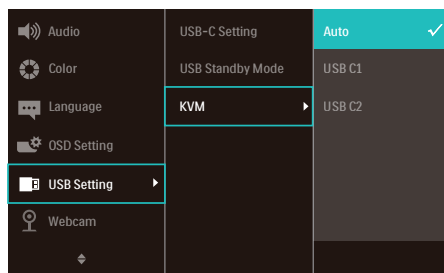 Audio
Color
Language
OSD Setting
USB Setting
Webcam
USB-C Setting
USB Standby Mode
KVM
Auto
USB C1
USB C2